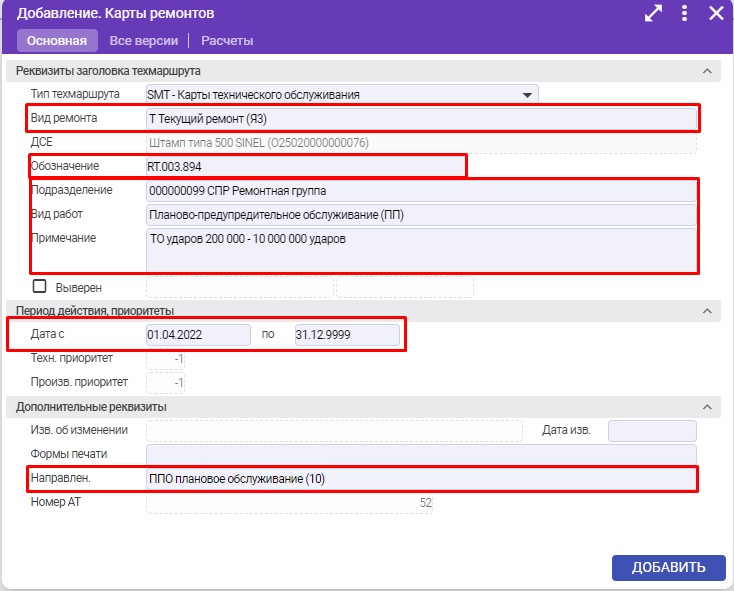 Добавление. Карты ремонтов
Основная Все версии Расчеты
Реквизиты заголовка техмаршрута
Тип техмаршрута SMT - Карты технического обслуживания
Вид ремонта Т Текущий ремонт (ЯЗ)
ДСЕ Штамп типа 500 SINEL (O25020000000076)
Обозначение RT.003.894
Подразделение 000000099 СПР Ремонтная группа
Вид работ Планово-предупредительное обслуживание (ПП)
Примечание ТО ударов 200 000 - 10 000 000 ударов
Выверен
Период действия, приоритеты
Дата с 01.04.2022 по 31.12.9999
Техн. приоритет -1
Произв. приоритет -1
Дополнительные реквизиты
Изв. об изменении Дата изв.
Формы печати
Направлен. ППО плановое обслуживание (10)
Номер АТ 52
ДОБАВИТЬ